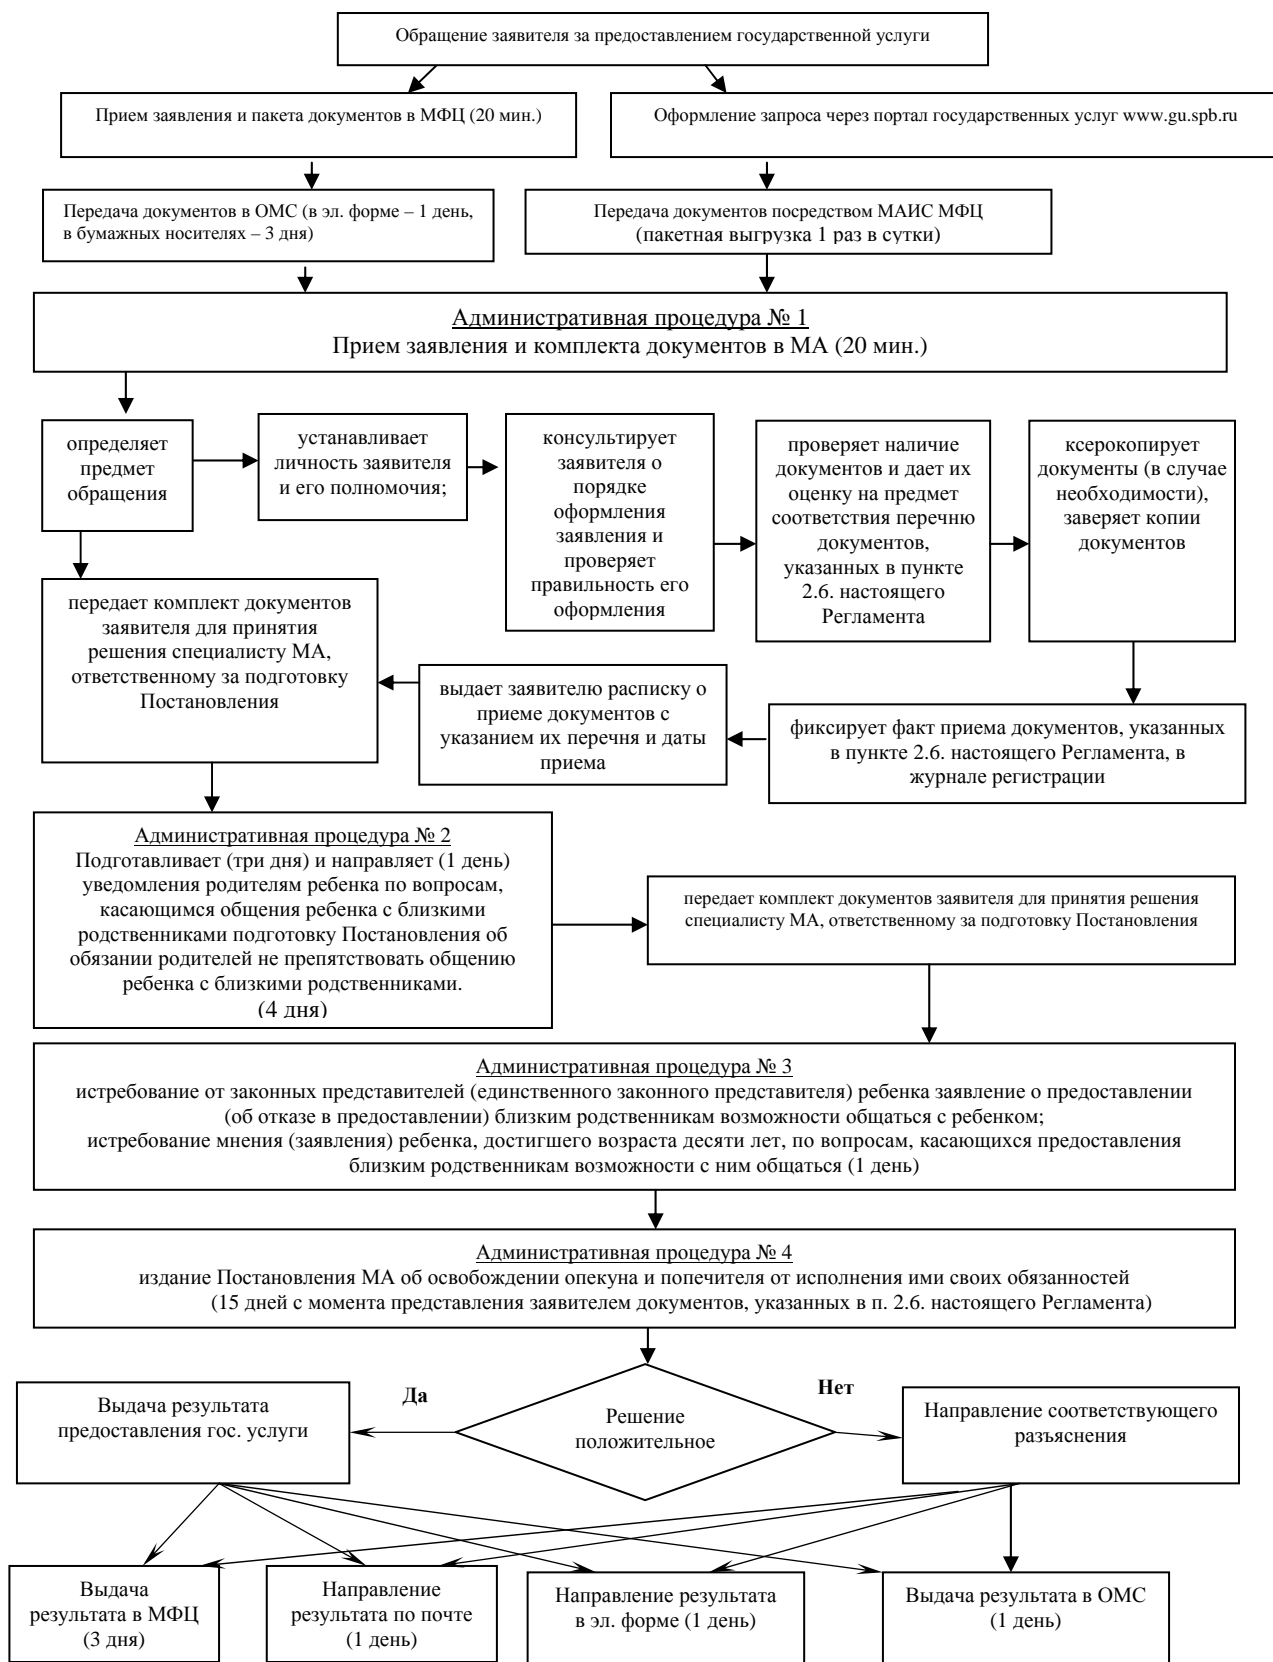 Обращение заявителя за предоставлением государственной услуги
Прием заявления и пакета документов в МФЦ (20 мин.)
Оформление запроса через портал государственных услуг www.gu.spb.ru
Передача документов в ОМС (в эл. форме – 1 день,
в бумажных носителях – 3 дня)
Передача документов посредством МАИС МФЦ
(пакетная выгрузка 1 раз в сутки)
Административная процедура № 1
Прием заявления и комплекта документов в МА (20 мин.)
определяет
предмет
обращения
устанавливает
личность заявителя
и его полномочия;
консультирует
заявителя о
порядке
оформления
заявления и
проверяет
правильность его
оформления
проверяет наличие
документов и дает их
оценку на предмет
соответствия перечню
документов,
указанных в пункте
2.6. настоящего
Регламента
ксерокопирует
документы (в случае
необходимости),
заверяет копии
документов
передает комплект документов
заявителя для принятия
решения специалисту МА,
ответственному за подготовку
Постановления
выдает заявителю расписку о
приеме документов с
указанием их перечня и даты
приема
фиксирует факт приема документов, указанных
в пункте 2.6. настоящего Регламента, в
журнале регистрации
Административная процедура № 2
Подготавливает (три дня) и направляет (1 день)
уведомления родителям ребенка по вопросам,
касающимся общения ребенка с близкими
родственниками подготовку Постановления об
обязании родителей не препятствовать общению
ребенка с близкими родственниками.
(4 дня)
передает комплект документов заявителя для принятия решения
специалисту МА, ответственному за подготовку Постановления
Административная процедура № 3
истребование от законных представителей (единственного законного представителя) ребенка заявление о предоставлении
(об отказе в предоставлении) близким родственникам возможности общаться с ребенком;
истребование мнения (заявления) ребенка, достигшего возраста десяти лет, по вопросам, касающихся предоставления
близким родственникам возможности с ним общаться (1 день)
Административная процедура № 4
издание Постановления МА об освобождении опекуна и попечителя от исполнения ими своих обязанностей
(15 дней с момента представления заявителем документов, указанных в п. 2.6. настоящего Регламента)
Да
Нет
Решение
положительное
Выдача результата
предоставления гос. услуги
Направление соответствующего
разъяснения
Выдача
результата в МФЦ
(3 дня)
Направление
результата по почте
(1 день)
Направление результата
в эл. форме (1 день)
Выдача результата в ОМС
(1 день)